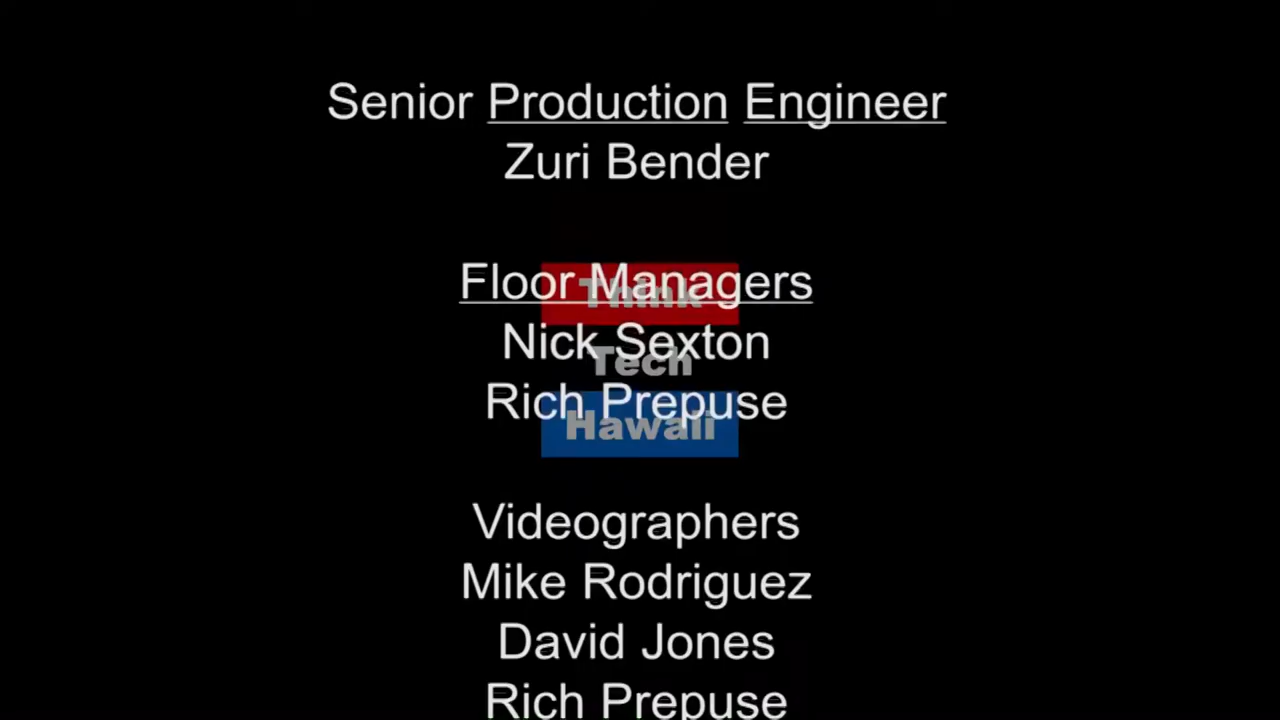 Senior Production Engineer
Zuri Bender
Floor Managers
Think
Nick Sexton
Tech
Rich Prepuse
Hawaii
Videographers
Mike Rodriguez
David Jones
Rich Prepuse